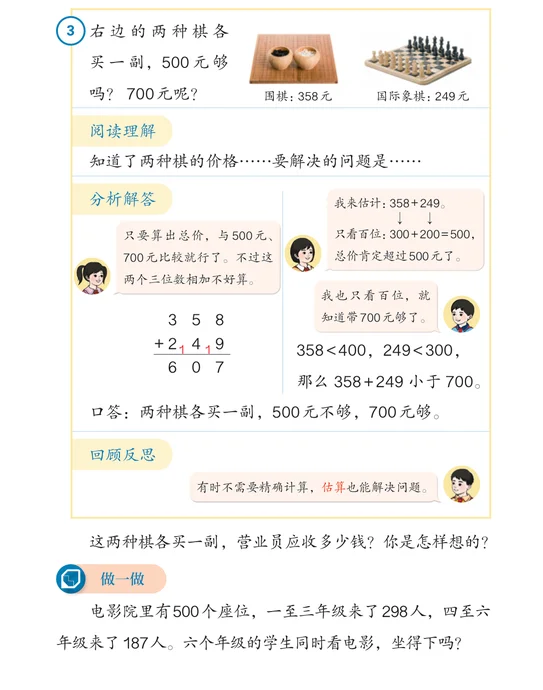 3 右边的两种棋各
买一副，500元够
吗？700元呢？
围棋：358元
国际象棋：249元
阅读理解
知道了两种棋的价格……要解决的问题是……
分析解答
只要算出总价，与500元、
700元比较就行了。不过这
两个三位数相加不好算。
3 5 8
+2 1 4 1 9
6 0 7
我来估计：358+249。
↓ ↓
只看百位：300+200=500，
总价肯定超过500元了。
我也只看百位，就
知道带700元够了。
358<400，249<300，
那么 358+249 小于 700。
口答：两种棋各买一副，500元不够，700元够。
回顾反思
有时不需要精确计算，估算也能解决问题。
这两种棋各买一副，营业员应收多少钱？你是怎样想的？
做一做
电影院里有500个座位，一至三年级来了298人，四至六
年级来了187人。六个年级的学生同时看电影，坐得下吗？